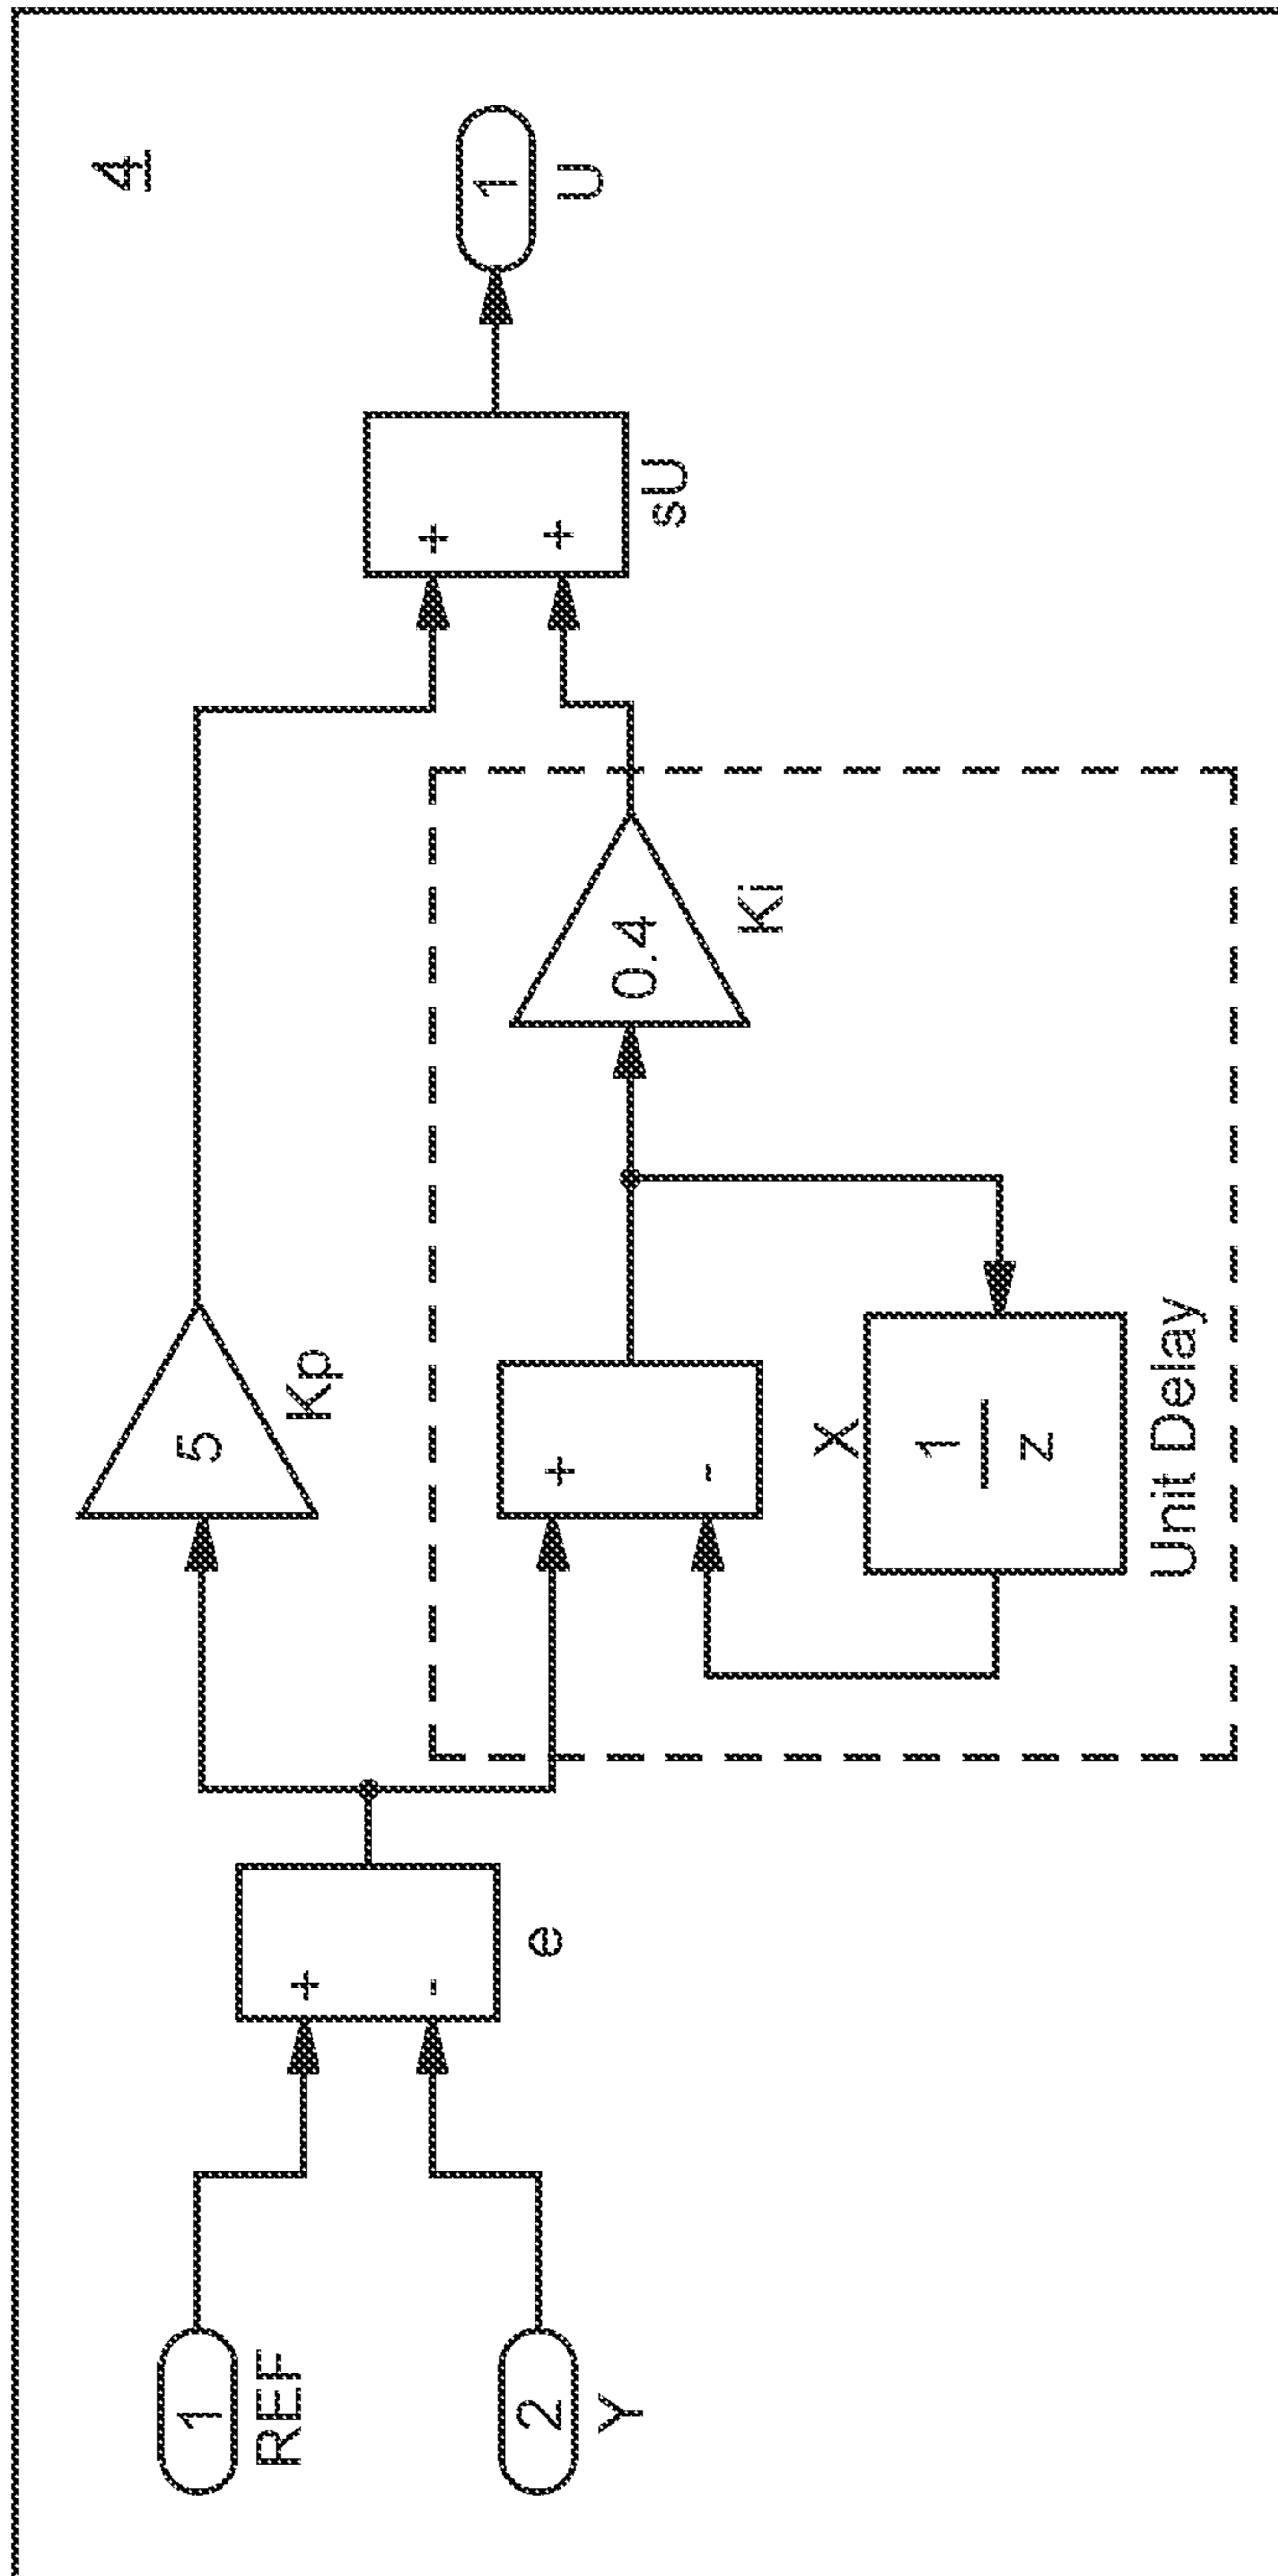 4
1
REF
2
Y
+
-
e
5
Kp
+
-
X
1
z
Unit Delay
0.4
Ki
+
+
sU
1
U